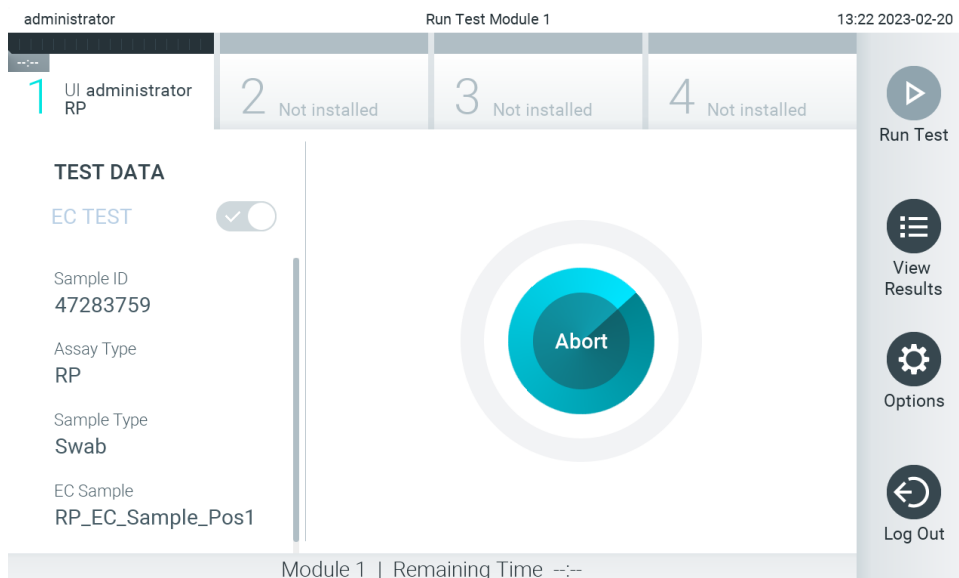 administrator
Run Test Module 1
13:22 2023-02-20
--:--
1 UI administrator
RP
2 Not installed
3 Not installed
4 Not installed
Run Test
TEST DATA
EC TEST
Sample ID
47283759
Assay Type
RP
Sample Type
Swab
EC Sample
RP_EC_Sample_Pos1
Abort
View
Results
Options
Log Out
Module 1 | Remaining Time --:--